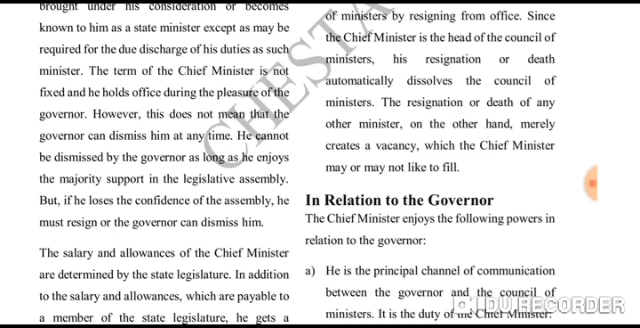 brought under his consideration or becomes
known to him as a state minister except as may be
required for the due discharge of his duties as such
minister. The term of the Chief Minister is not
fixed and he holds office during the pleasure of the
governor. However, this does not mean that the
governor can dismiss him at any time. He cannot
be dismissed by the governor as long as he enjoys
the majority support in the legislative assembly.
But, if he loses the confidence of the assembly, he
must resign or the governor can dismiss him.
The salary and allowances of the Chief Minister
are determined by the state legislature. In addition
to the salary and allowances, which are payable to
a member of the state legislature, he gets a
of ministers by resigning from office. Since
the Chief Minister is the head of the council of
ministers, his resignation or death
automatically dissolves the council of
ministers. The resignation or death of any
other minister, on the other hand, merely
creates a vacancy, which the Chief Minister
may or may not like to fill.
In Relation to the Governor
The Chief Minister enjoys the following powers in
relation to the governor:
a) He is the principal channel of communication
between the governor and the council of
ministers. It is the duty of the Chief Minister:
CHESTA
DU RECORDER